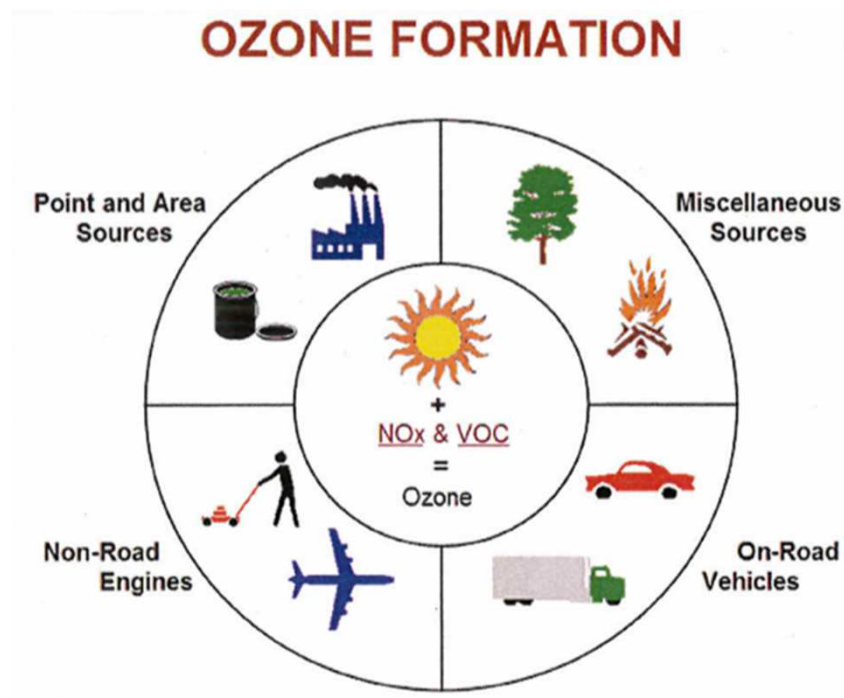 OZONE FORMATION
Point and Area
Sources
Miscellaneous
Sources
+
NOx & VOC
=
Ozone
Non-Road
Engines
On-Road
Vehicles